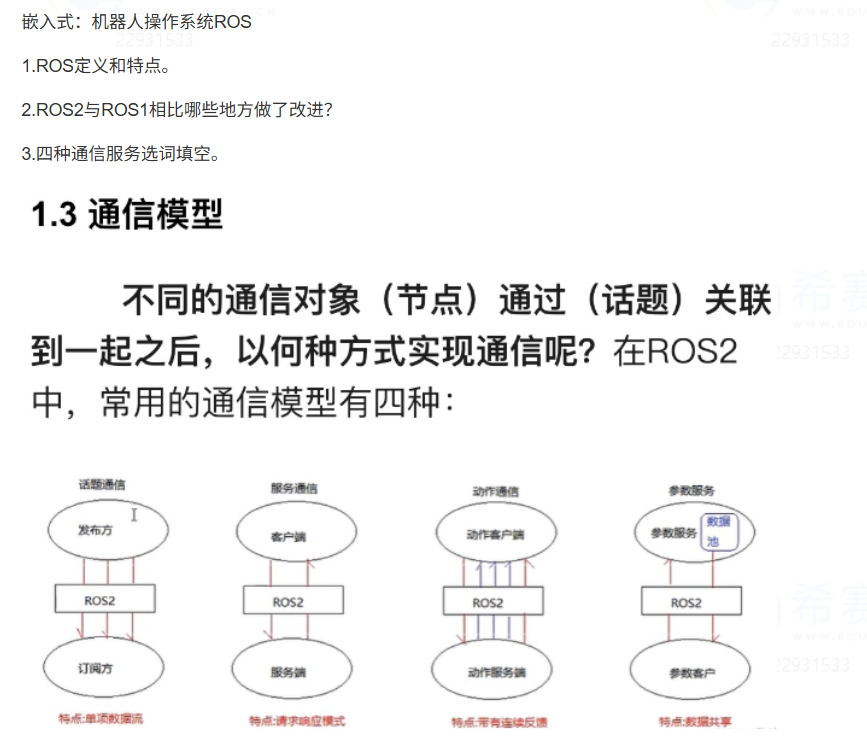 嵌入式：机器人操作系统ROS
22931533
22931533
1.ROS定义和特点。
2.ROS2与ROS1相比哪些地方做了改进？
3.四种通信服务选词填空。
1.3 通信模型
不同的通信对象（节点）通过（话题）关联
到一起之后，以何种方式实现通信呢？在ROS2
中，常用的通信模型有四种：
希赛
22931533
话题通信 服务通信 动作通信 参数服务
发布方 客户端 动作客户端 参数服务 数据池
ROS2 ROS2 ROS2 ROS2
希赛
订阅方 服务端 动作服务端 参数客户
22931533
特点:单项数据流 特点:请求响应模式 特点:带有连续反馈 特点:数据共享